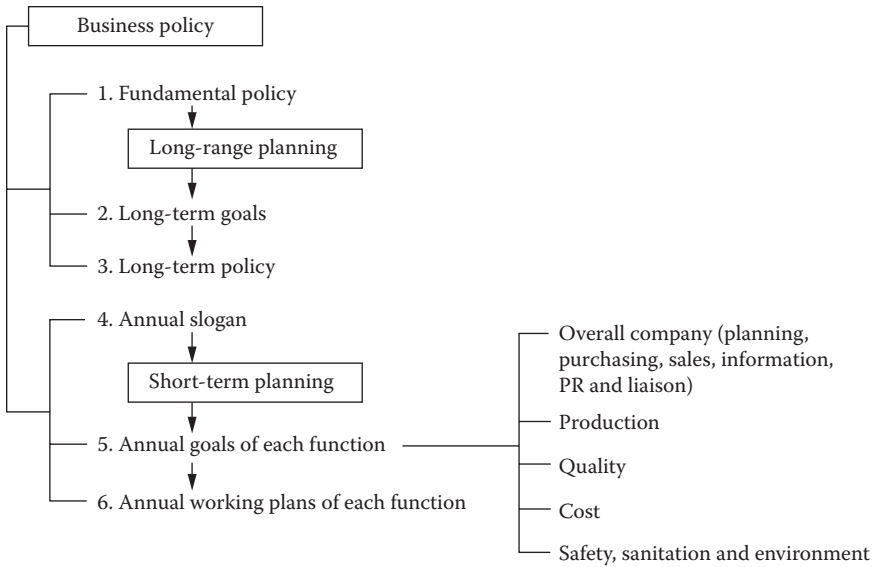 Business policy
1. Fundamental policy
Long-range planning
2. Long-term goals
3. Long-term policy
4. Annual slogan
Short-term planning
5. Annual goals of each function
6. Annual working plans of each function
Overall company (planning,
purchasing, sales, information,
PR and liaison)
Production
Quality
Cost
Safety, sanitation and environment